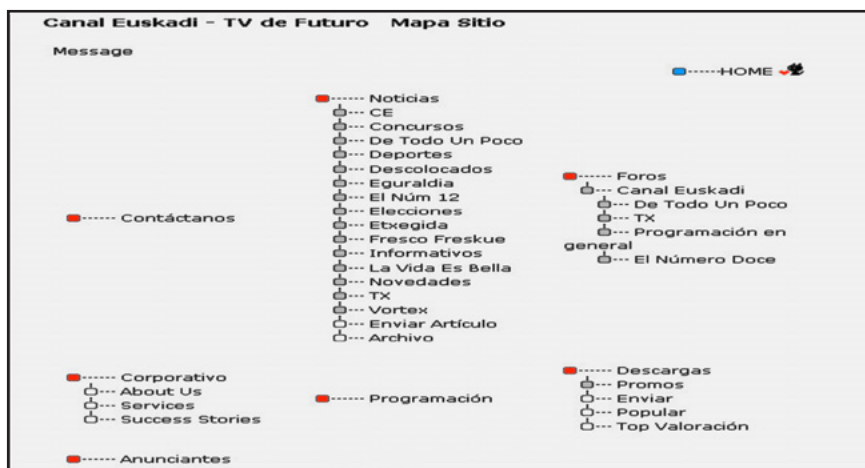 Canal Euskadi - TV de Futuro Mapa Sitio
Message
HOME
Contáctanos
Noticias
CE
Concursos
De Todo Un Poco
Deportes
Descolocados
Eguraldia
El Núm 12
Elecciones
Etxegida
Fresco Freskue
Informativos
La Vida Es Bella
Novedades
TX
Vortex
Enviar Artículo
Archivo
Foros
Canal Euskadi
De Todo Un Poco
TX
Programación en
general
El Número Doce
Corporativo
About Us
Services
Success Stories
Programación
Descargas
Promos
Enviar
Popular
Top Valoración
Anunciantes